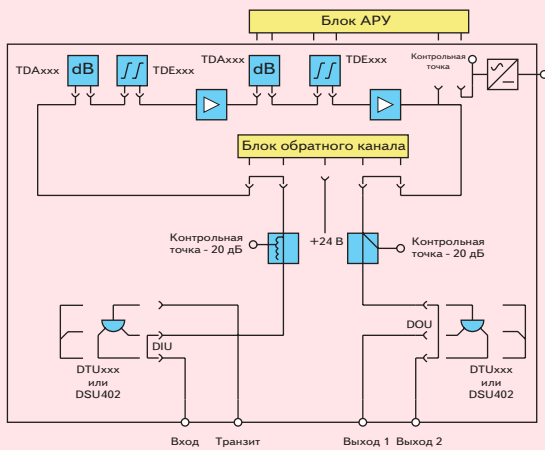 Блок АРУ
TDAxxx
dB
TDExxx
TDAxxx
dB
TDExxx
Контрольная
точка
Блок обратного канала
Контрольная
точка - 20 дБ
+24 В
Контрольная
точка - 20 дБ
DIU
DTUxxx
или
DSU402
DOU
DTUxxx
или
DSU402
Вход
Транзит
Выход 1
Выход 2